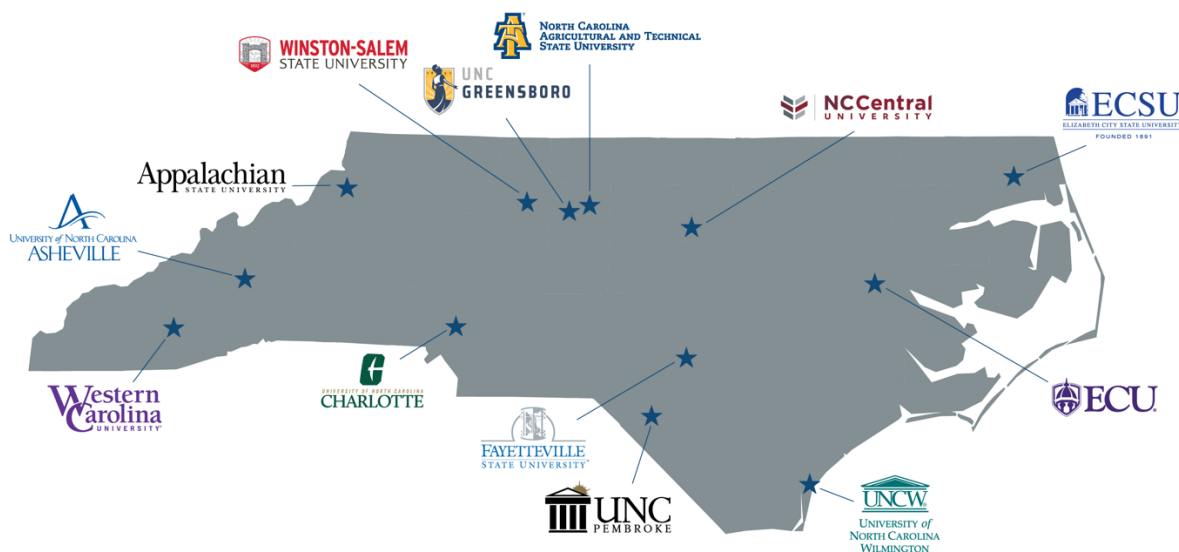 NORTH CAROLINA
AGRICULTURAL AND TECHNICAL
STATE UNIVERSITY
AT
WINSTON-SALEM
STATE UNIVERSITY
1892
UNC
GREENSBORO
NCCentral
UNIVERSITY
ECSU
ELIZABETH CITY STATE UNIVERSITY
FOUNDED 1891
Appalachian
STATE UNIVERSITY
A
UNIVERSITY of NORTH CAROLINA
ASHEVILLE
Western
Carolina
UNIVERSITY
UNIVERSITY OF NORTH CAROLINA
CHARLOTTE
ECU
FAYETTEVILLE
STATE UNIVERSITY
UNC
PEMBROKE
UNCW
UNIVERSITY of
NORTH CAROLINA
WILMINGTON